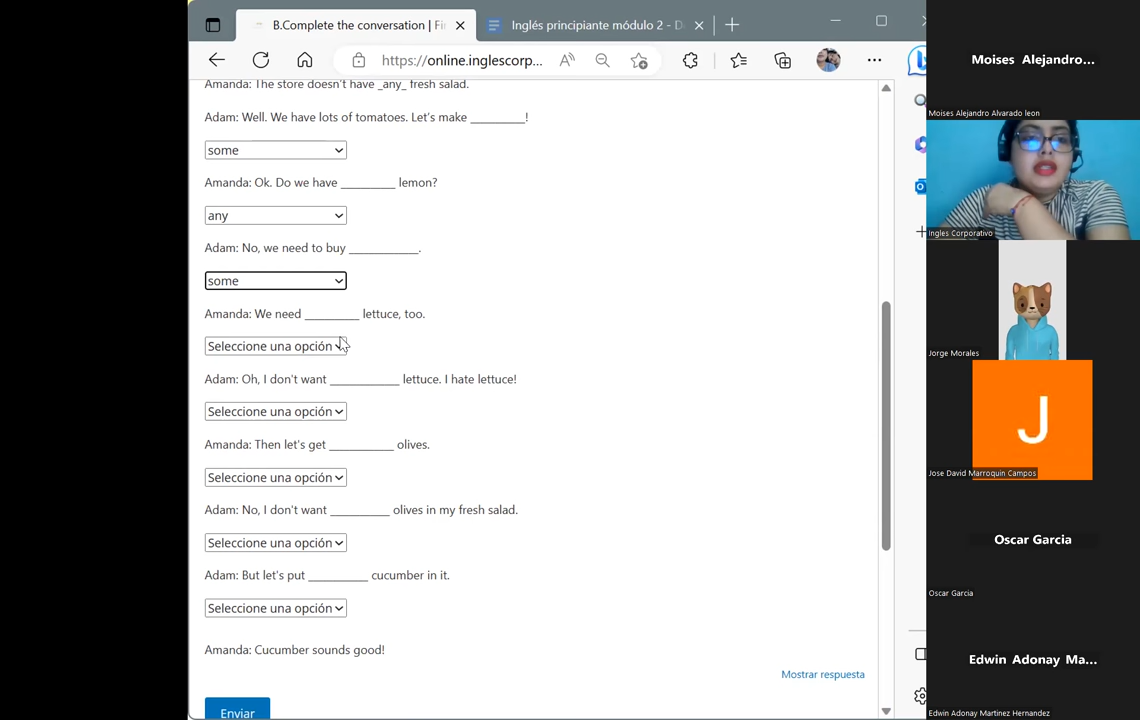 B.Complete the conversation | Fi
Inglés principiante módulo 2 - D
https://online.inglescorp...
Amanda: The store doesn't have _any_ fresh salad.
Adam: Well. We have lots of tomatoes. Let's make _________!
some
Amanda: Ok. Do we have _________ lemon?
any
Adam: No, we need to buy ___________.
some
Amanda: We need _________ lettuce, too.
Seleccione una opción
Adam: Oh, I don't want ___________ lettuce. I hate lettuce!
Seleccione una opción
Amanda: Then let's get ___________ olives.
Seleccione una opción
Adam: No, I don't want __________ olives in my fresh salad.
Seleccione una opción
Adam: But let's put __________ cucumber in it.
Seleccione una opción
Amanda: Cucumber sounds good!
Mostrar respuesta
Enviar
Moises Alejandro...
Moises Alejandro Alvarado leon
Ingles Corporativo
Jorge Morales
J
Jose David Marroquin Campos
Oscar Garcia
Oscar Garcia
Edwin Adonay Ma...
Edwin Adonay Martinez Hernandez